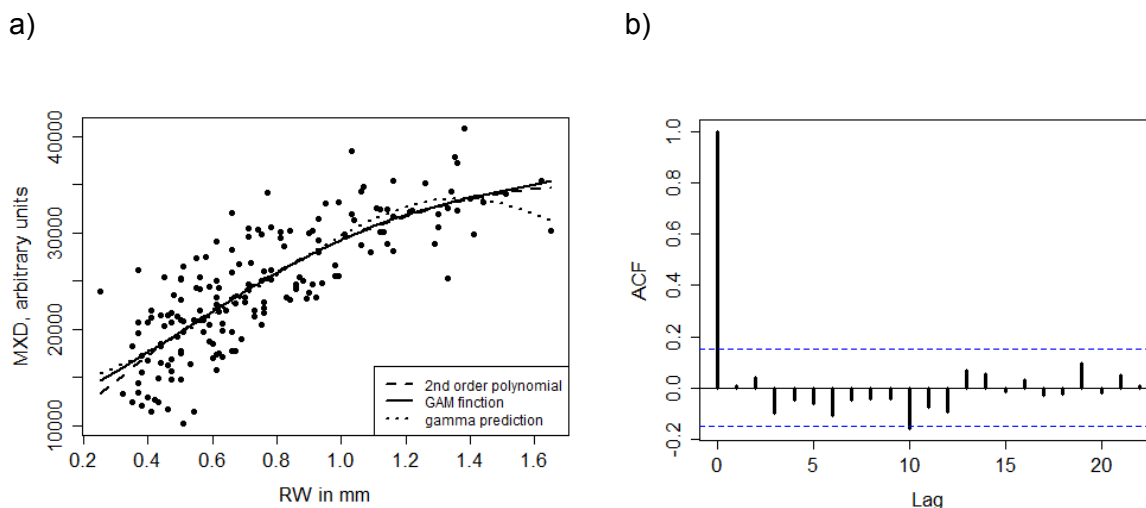 a)
b)
MXD, arbitrary units
40000
30000
20000
10000
0.2 0.4 0.6 0.8 1.0 1.2 1.4 1.6
RW in mm
2nd order polynomial
GAM finction
gamma prediction
ACF
1.0
0.8
0.6
0.4
0.2
0.0
-0.2
0 5 10 15 20
Lag